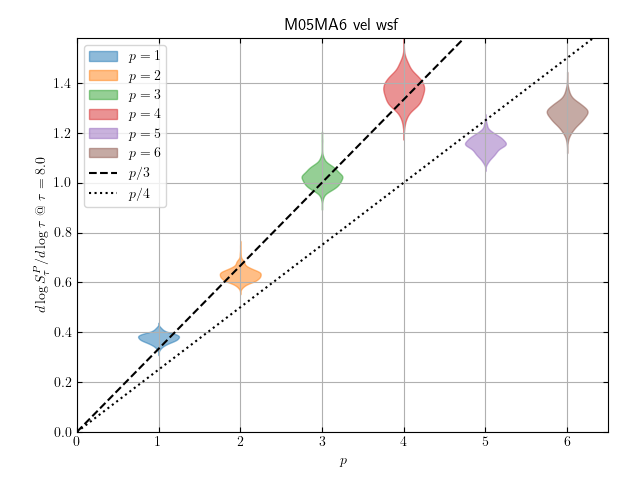 M05MA6 vel wsf
p = 1
p = 2
p = 3
p = 4
p = 5
p = 6
p/3
p/4
d log S_τ^P / d log τ @ τ = 8.0
1.4
1.2
1.0
0.8
0.6
0.4
0.2
0.0
0 1 2 3 4 5 6
p